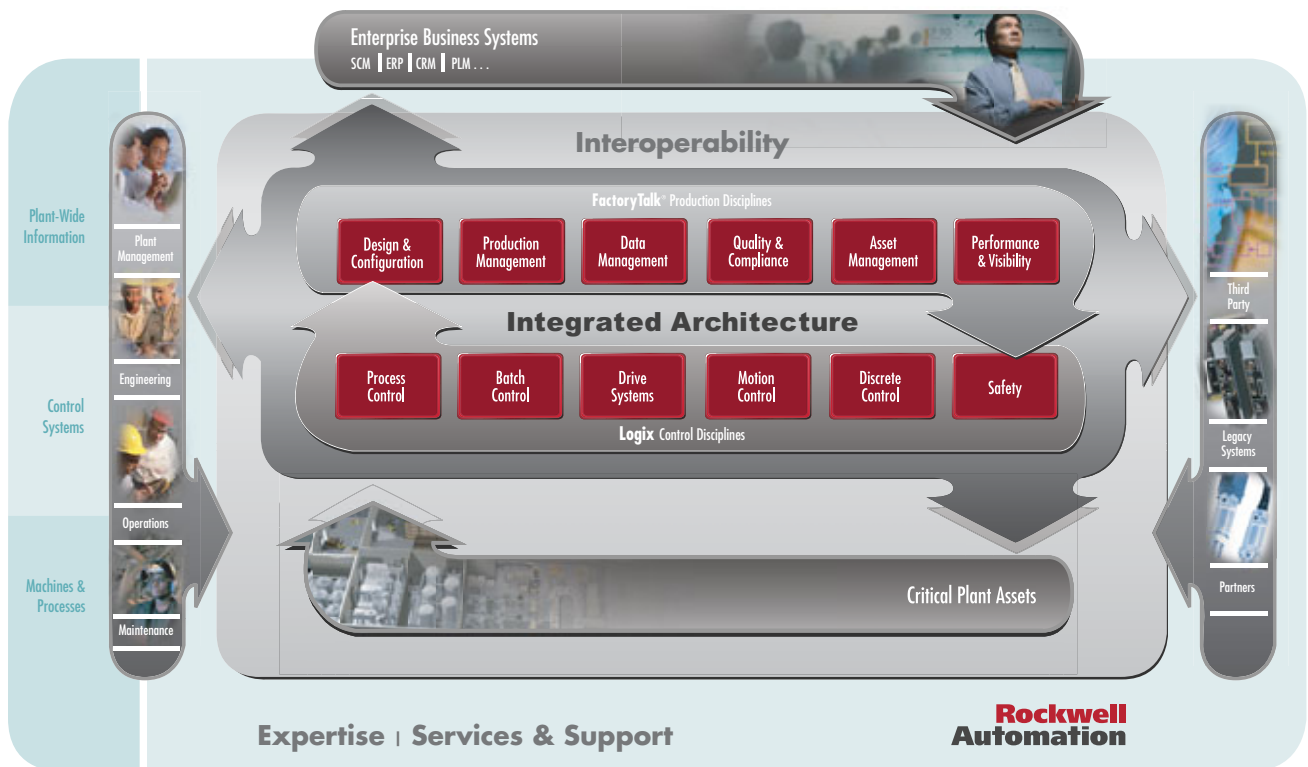 Enterprise Business Systems
SCM | ERP | CRM | PLM . . .
Interoperability
FactoryTalk® Production Disciplines
Design &
Configuration
Production
Management
Data
Management
Quality &
Compliance
Asset
Management
Performance
& Visibility
Integrated Architecture
Process
Control
Batch
Control
Drive
Systems
Motion
Control
Discrete
Control
Safety
Logix Control Disciplines
Critical Plant Assets
Plant-Wide
Information
Control
Systems
Machines &
Processes
Plant
Management
Engineering
Operations
Maintenance
Third
Party
Legacy
Systems
Partners
Expertise | Services & Support
Rockwell
Automation